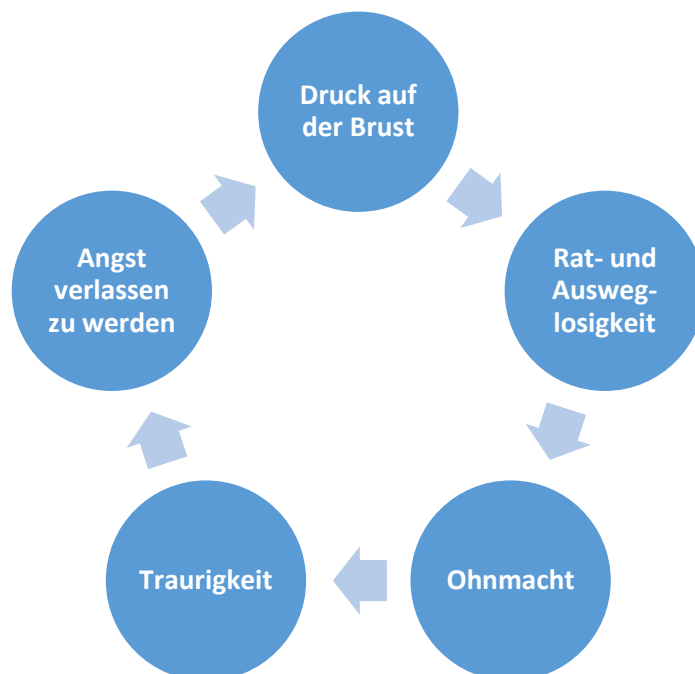 Druck auf
der Brust
Rat- und
Ausweg-
losigkeit
Ohnmacht
Traurigkeit
Angst
verlassen
zu werden